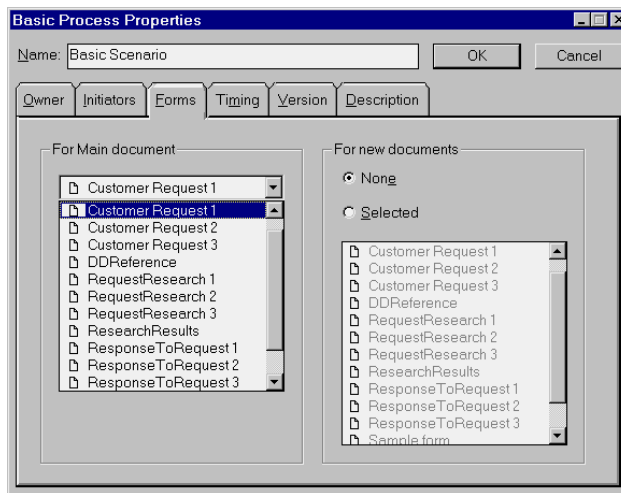 Basic Process Properties
Name: Basic Scenario
OK
Cancel
Owner
Initiators
Forms
Timing
Version
Description
For Main document
Customer Request 1
Customer Request 1
Customer Request 2
Customer Request 3
DDReference
RequestResearch 1
RequestResearch 2
RequestResearch 3
ResearchResults
ResponseToRequest 1
ResponseToRequest 2
ResponseToRequest 3
For new documents
None
Selected
Customer Request 1
Customer Request 2
Customer Request 3
DDReference
RequestResearch 1
RequestResearch 2
RequestResearch 3
ResearchResults
ResponseToRequest 1
ResponseToRequest 2
ResponseToRequest 3
Sample form